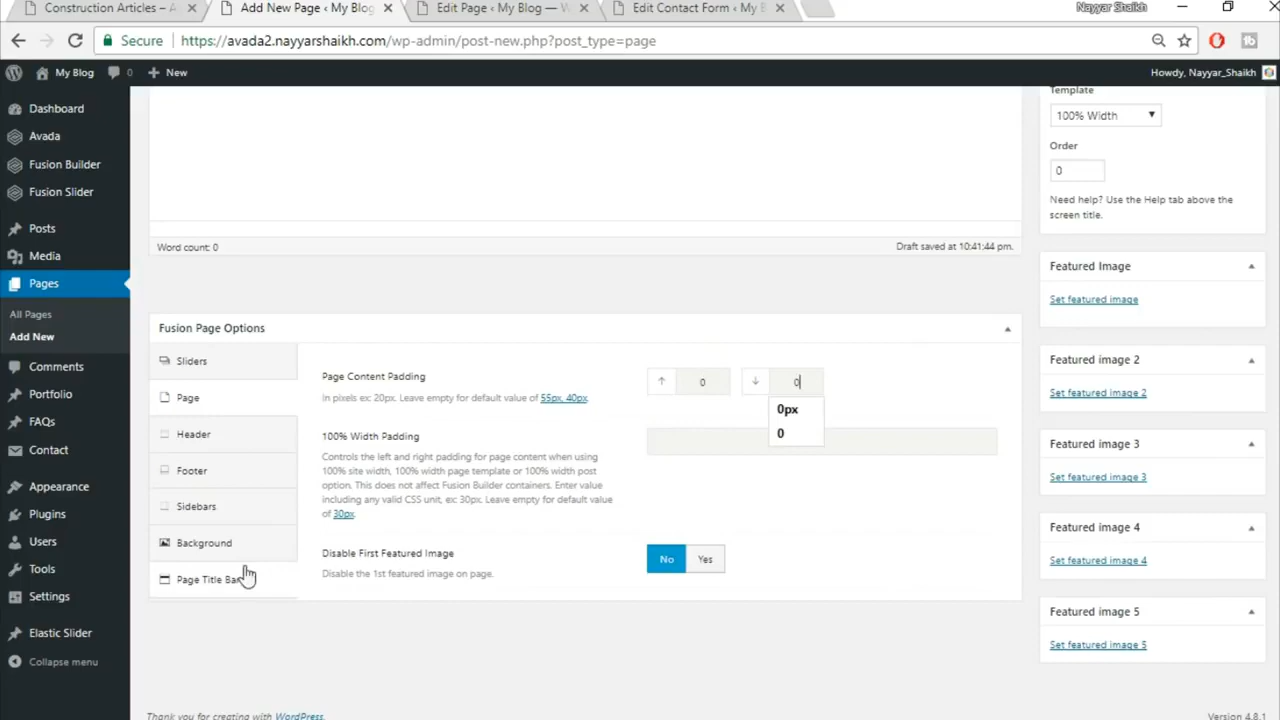 Construction Articles – A
Add New Page ‹ My Blog
Edit Page ‹ My Blog — W
Edit Contact Form ‹ My B
Nayyar Shaikh
Secure
https://avada2.nayyarshaikh.com/wp-admin/post-new.php?post_type=page
My Blog
0
New
Howdy, Nayyar_Shaikh
Dashboard
Avada
Fusion Builder
Fusion Slider
Posts
Media
Pages
All Pages
Add New
Comments
Portfolio
FAQs
Contact
Appearance
Plugins
Users
Tools
Settings
Elastic Slider
Collapse menu
Word count: 0
Draft saved at 10:41:44 pm.
Fusion Page Options
Sliders
Page
Header
Footer
Sidebars
Background
Page Title Bar
Page Content Padding
In pixels ex: 20px. Leave empty for default value of 55px, 40px.
0
0
0px
0
100% Width Padding
Controls the left and right padding for page content when using
100% site width, 100% width page template or 100% width post
option. This does not affect Fusion Builder containers. Enter value
including any valid CSS unit, ex: 30px. Leave empty for default value
of 30px.
Disable First Featured Image
Disable the 1st featured image on page.
No
Yes
Template
100% Width
Order
0
Need help? Use the Help tab above the
screen title.
Featured Image
Set featured image
Featured image 2
Set featured image 2
Featured image 3
Set featured image 3
Featured image 4
Set featured image 4
Featured image 5
Set featured image 5
Thank you for creating with WordPress.
Version 4.8.1